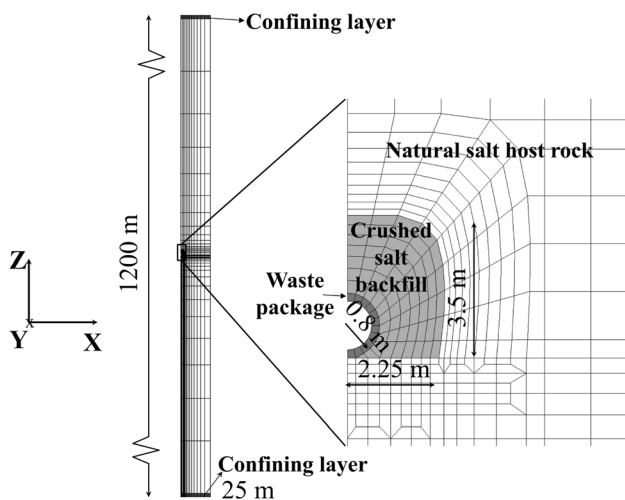 Confining layer
1200 m
Z
Y
X
Natural salt host rock
Crushed
salt
backfill
Waste
package
0.8 m
3.5 m
2.25 m
Confining layer
25 m